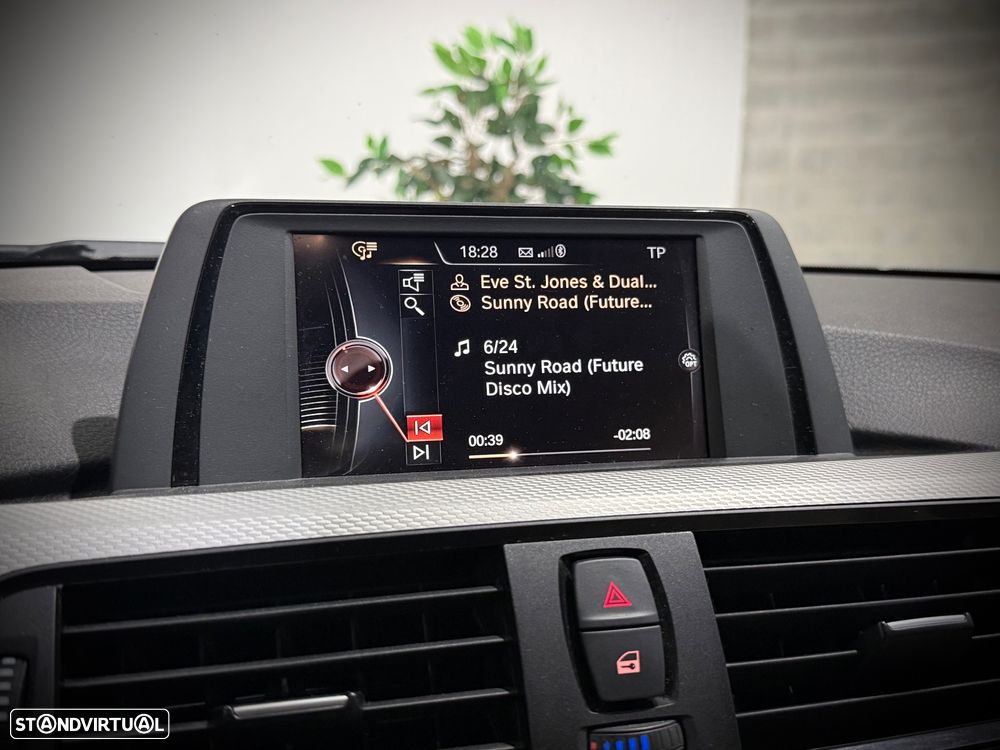 18:28
TP
Eve St. Jones & Dual...
Sunny Road (Future...
6/24
Sunny Road (Future
Disco Mix)
OPT
00:39
-02:08
STANDVIRTUAL